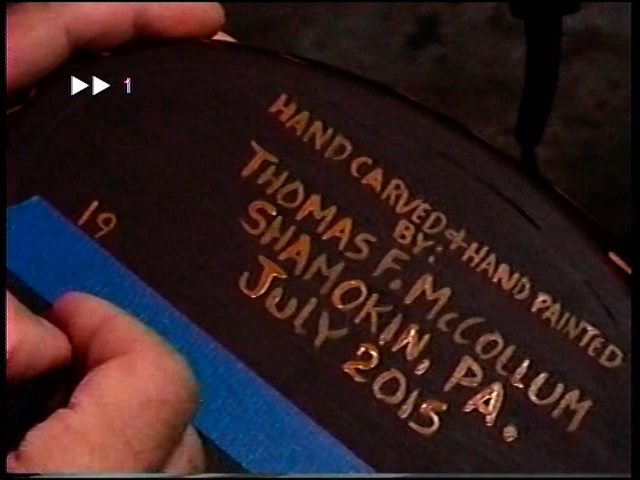 ▶▶ 1
HAND CARVED & HAND PAINTED
BY:
THOMAS F. McCOLLUM
SHAMOKIN, PA.
JULY 2015
19